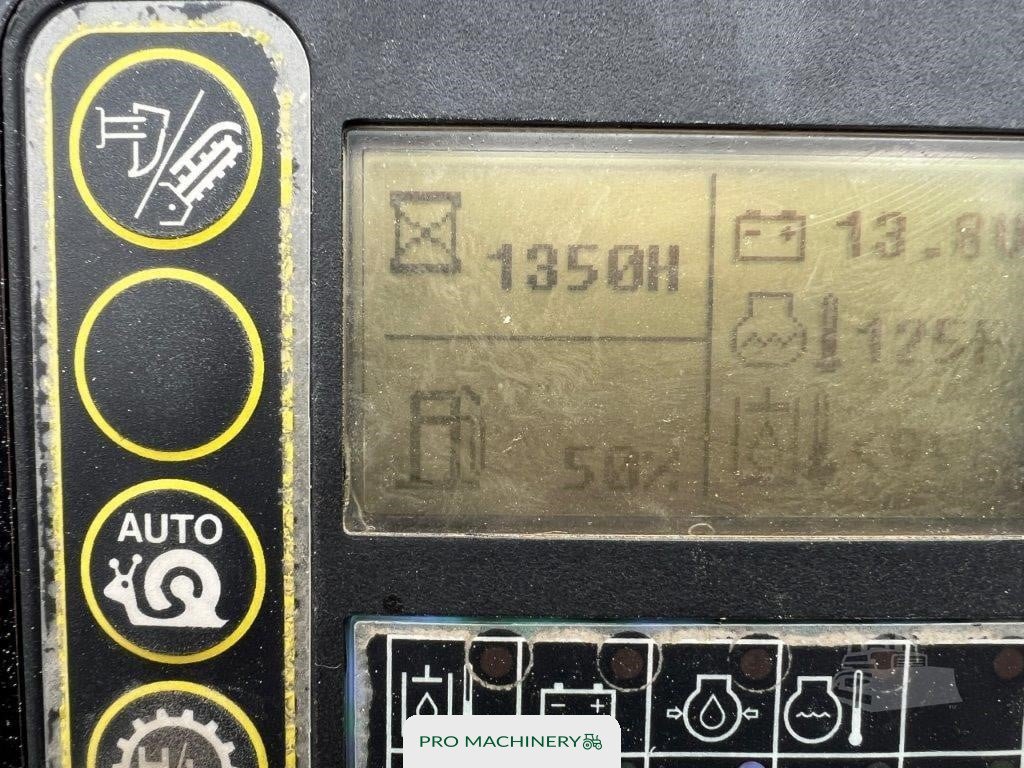 1350H
13.8V
50%
AUTO
PRO MACHINERY